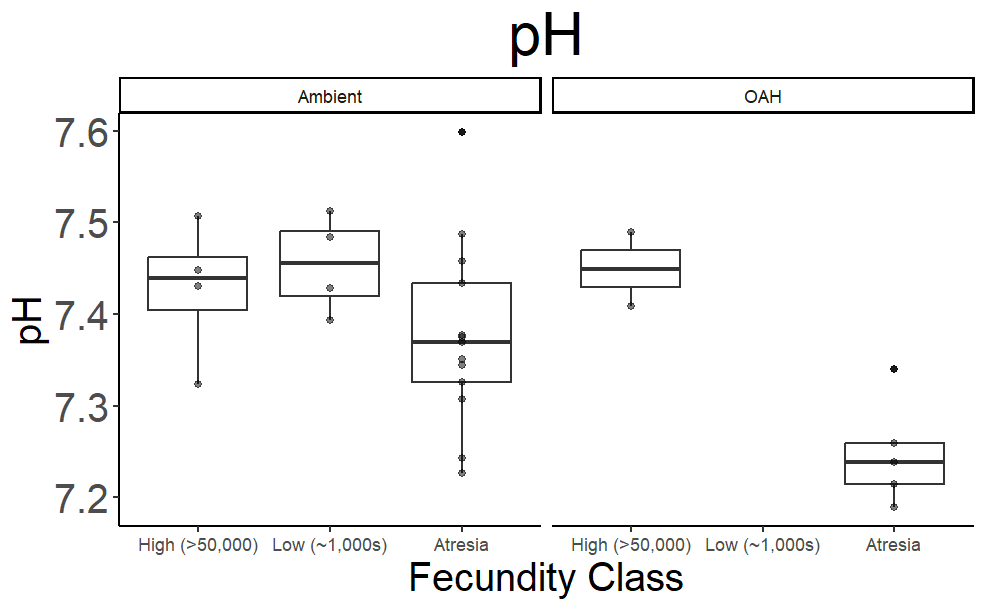 pH
Ambient
OAH
pH
7.6
7.5
7.4
7.3
7.2
High (>50,000) Low (~1,000s) Atresia
High (>50,000) Low (~1,000s) Atresia
Fecundity Class